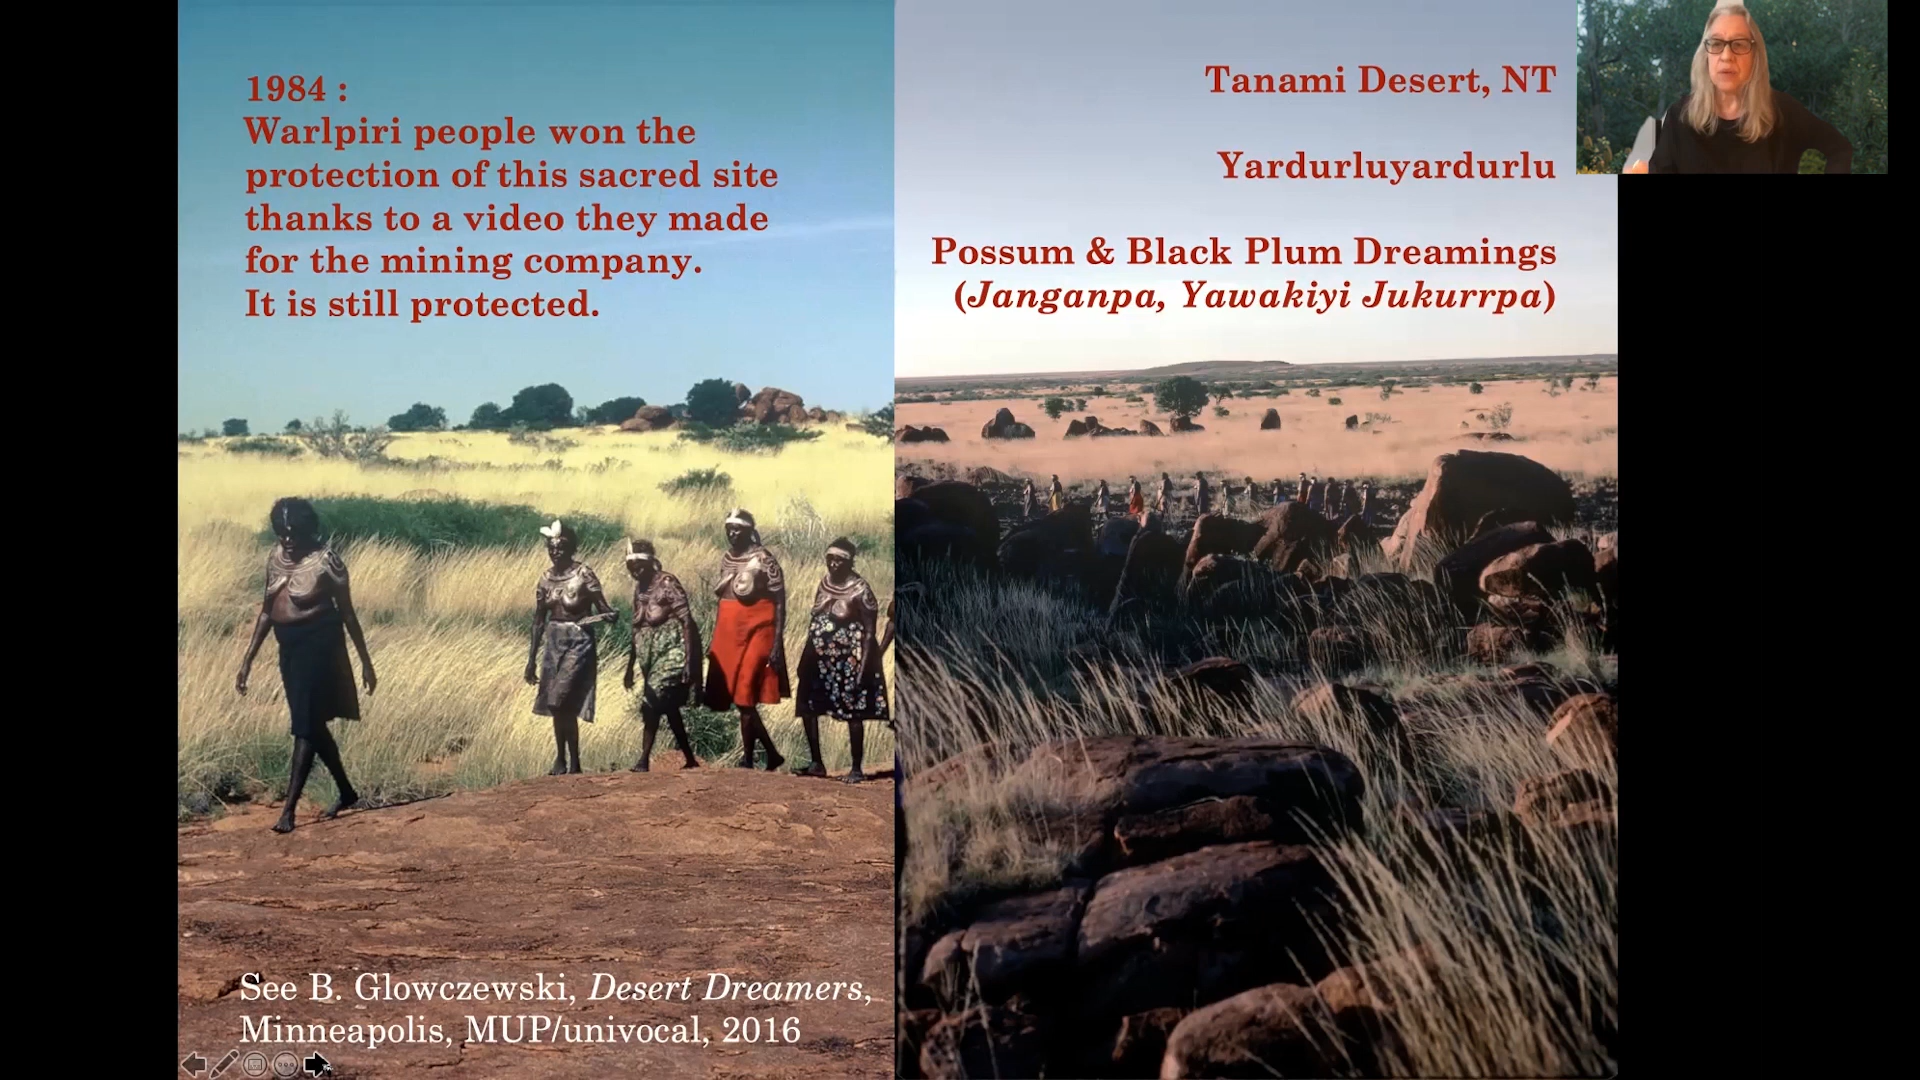 1984 :
Warlpiri people won the
protection of this sacred site
thanks to a video they made
for the mining company.
It is still protected.
Tanami Desert, NT
Yardurluyardurlu
Possum & Black Plum Dreamings
(Janganpa, Yawakiyi Jukurrpa)
See B. Glowczewski, Desert Dreamers,
Minneapolis, MUP/univocal, 2016